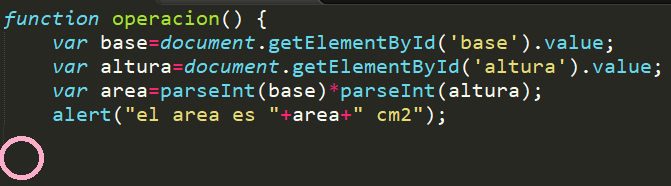 function operacion() {
var base=document.getElementById('base').value;
var altura=document.getElementById('altura').value;
var area=parseInt(base)*parseInt(altura);
alert("el area es "+area+" cm2");